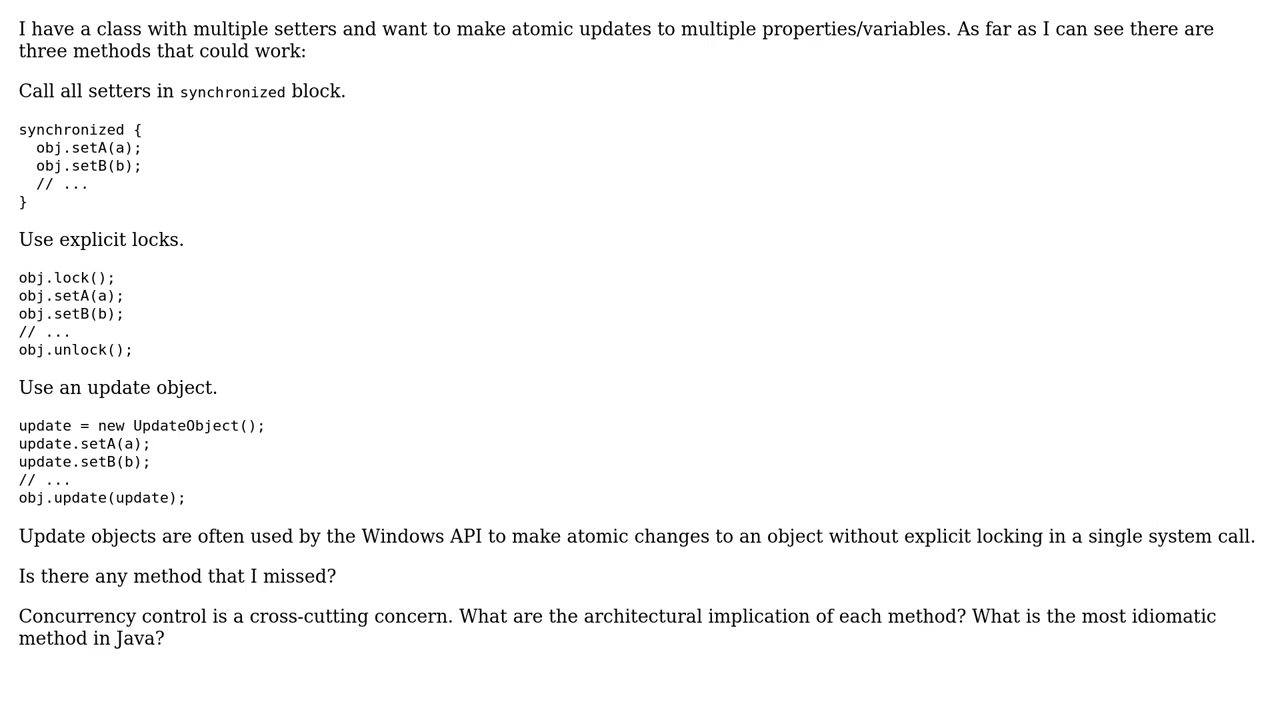 I have a class with multiple setters and want to make atomic updates to multiple properties/variables. As far as I can see there are
three methods that could work:
Call all setters in synchronized block.
synchronized {
  obj.setA(a);
  obj.setB(b);
  // ...
}
Use explicit locks.
obj.lock();
obj.setA(a);
obj.setB(b);
// ...
obj.unlock();
Use an update object.
update = new UpdateObject();
update.setA(a);
update.setB(b);
// ...
obj.update(update);
Update objects are often used by the Windows API to make atomic changes to an object without explicit locking in a single system call.
Is there any method that I missed?
Concurrency control is a cross-cutting concern. What are the architectural implication of each method? What is the most idiomatic
method in Java?